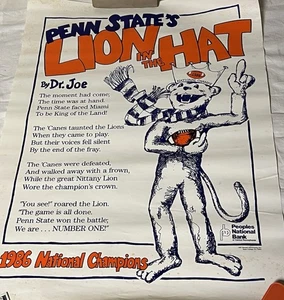 PENN STATE'S
LION IN THE HAT
By Dr. Joe
The moment had come,
The time was at hand.
Penn State faced Miami
To be King of the Land!
The 'Canes taunted the Lions
When they came to play.
But their voices fell silent
By the end of the fray.
The 'Canes were defeated,
And walked away with a frown,
While the great Nittany Lion
Wore the champion's crown.
"You see!" roared the Lion.
"The game is all done.
Penn State won the battle;
We are . . . NUMBER ONE!"
Peoples
National
Bank
1986 National Champions